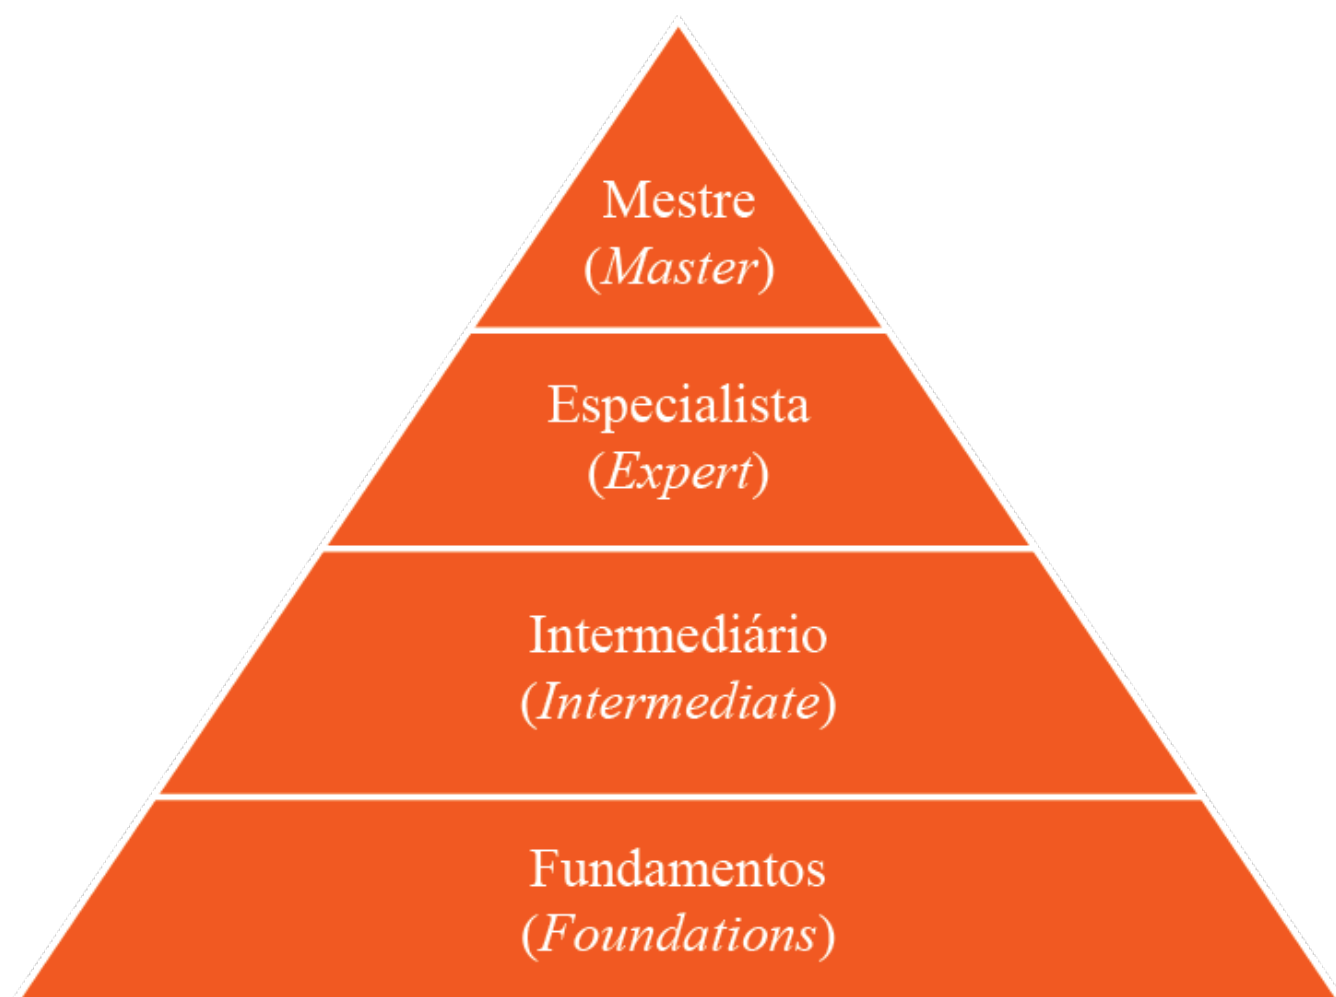 Mestre
(Master)
Especialista
(Expert)
Intermediário
(Intermediate)
Fundamentos
(Foundations)